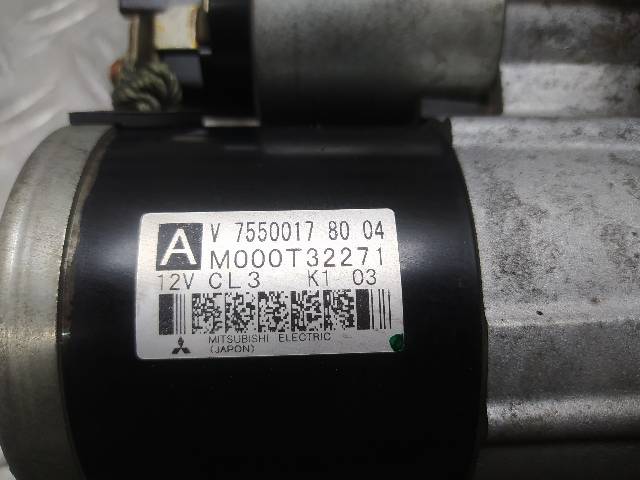 A V 7550017 80 04
M000T32271
12V CL3 K1 03
MITSUBISHI ELECTRIC
(JAPON)